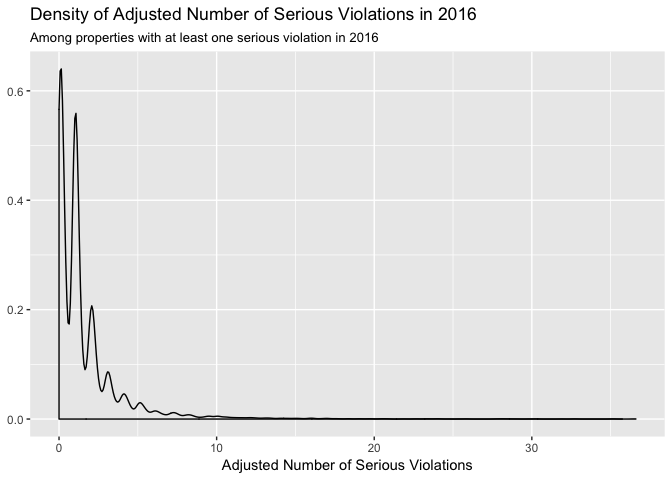 Density of Adjusted Number of Serious Violations in 2016
Among properties with at least one serious violation in 2016
0.6
0.4
0.2
0.0
0 10 20 30
Adjusted Number of Serious Violations